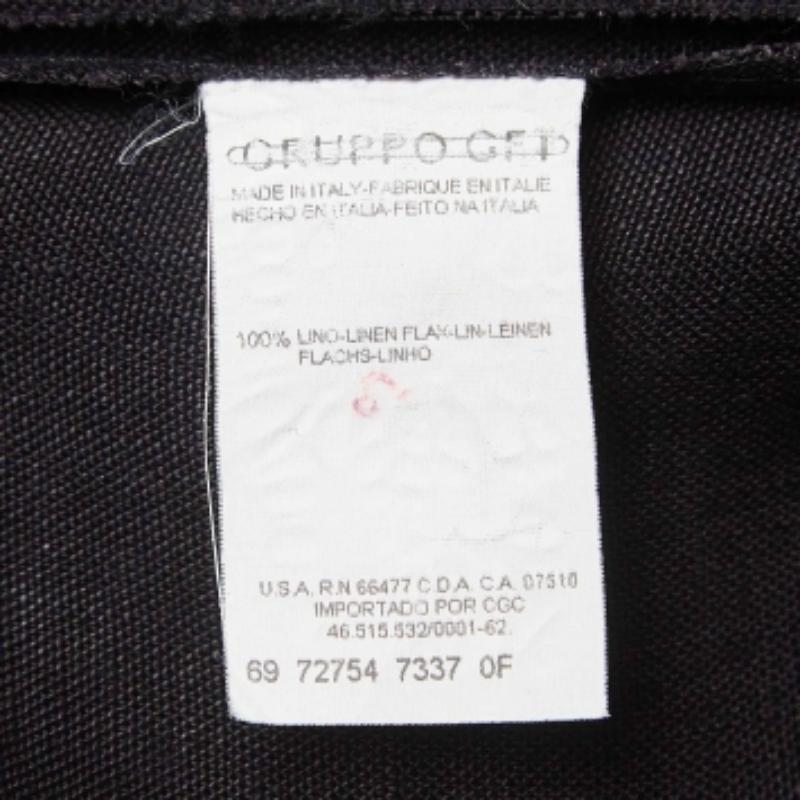 GRUPPO GFT
MADE IN ITALY-FABRIQUE EN ITALIE
HECHO EN ITALIA-FEITO NA ITALIA
100% LINO-LINEN FLAX-LIN-LEINEN
FLACHS-LINHO
U.S.A. R.N 66477 C.D.A. C.A. 07510
IMPORTADO POR CGC
46.515.532/0001-62.
69 72754 7337 0F